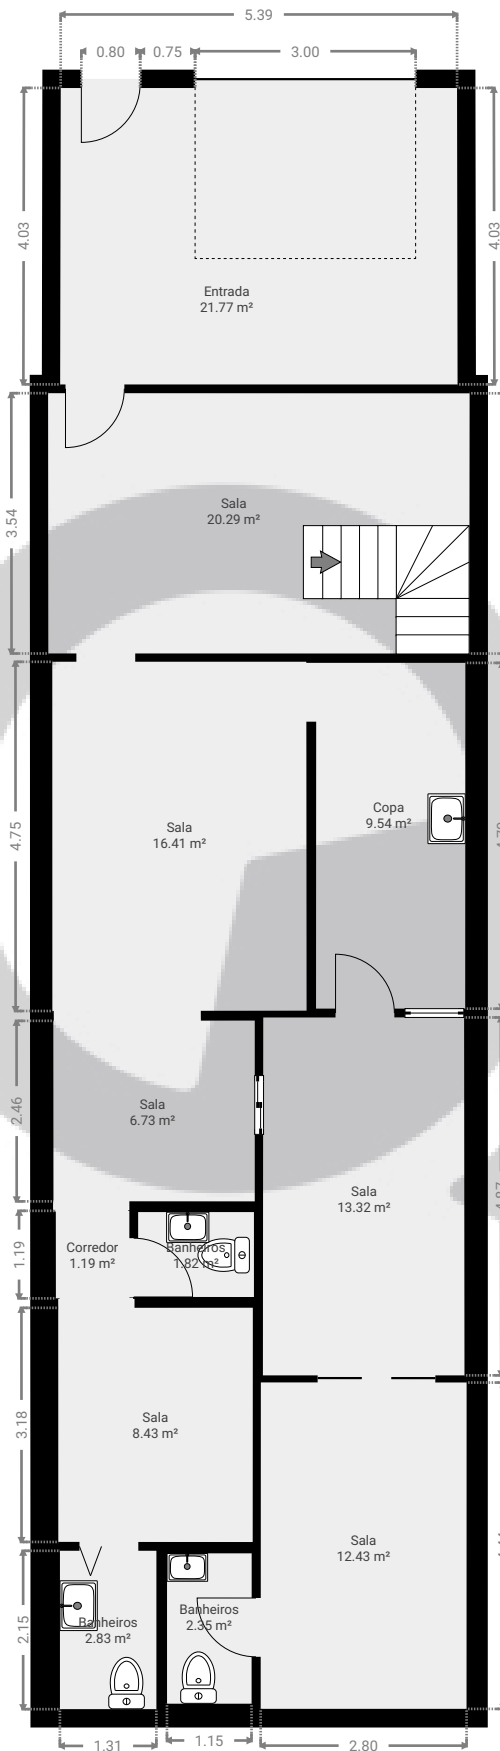 5.39
0.80
0.75
3.00
4.03
4.03
Entrada
21.77 m²
3.54
Sala
20.29 m²
4.75
Sala
16.41 m²
Copa
9.54 m²
2.46
Sala
6.73 m²
Sala
13.32 m²
1.19
Corredor
1.19 m²
Banheiros
1.82 m²
3.18
Sala
8.43 m²
Sala
12.43 m²
2.15
Banheiros
2.83 m²
Banheiros
2.35 m²
1.31
1.15
2.80